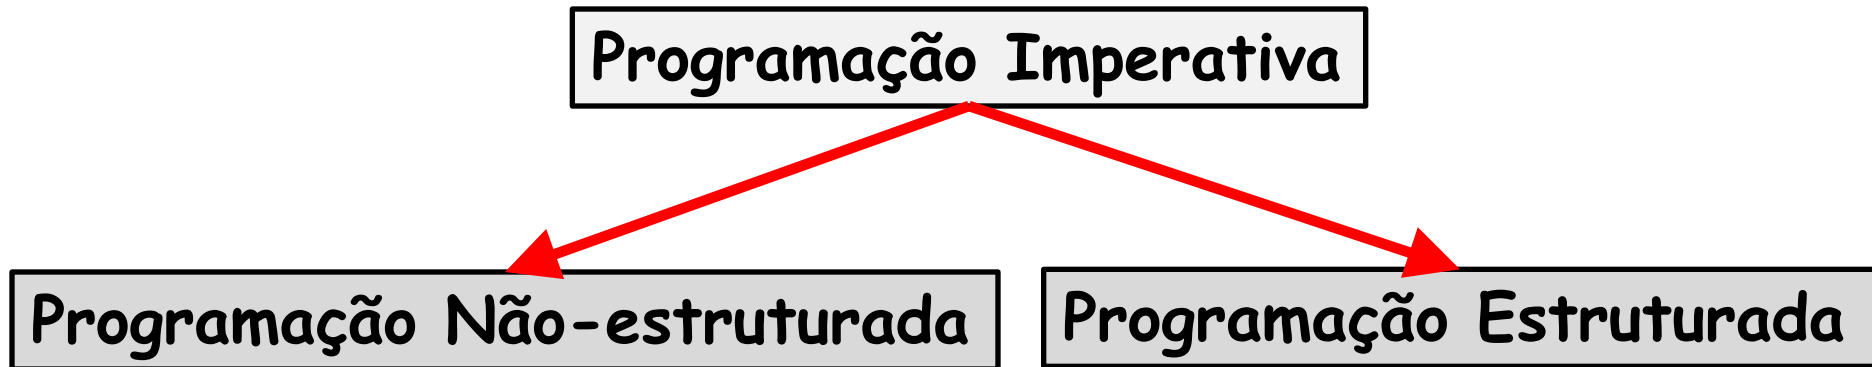 Programação Imperativa
Programação Não-estruturada
Programação Estruturada